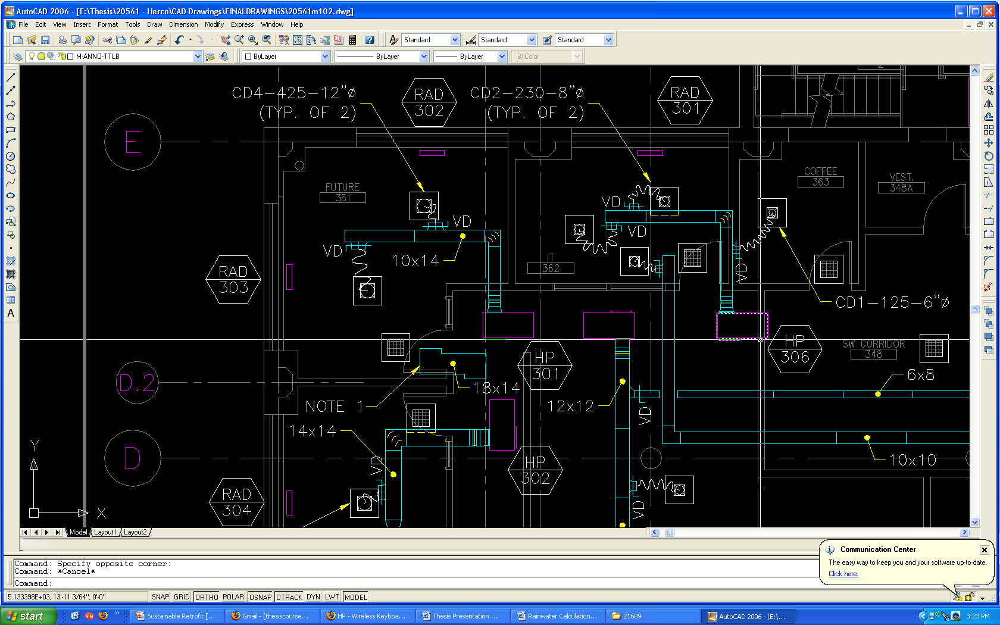 AutoCAD 2006 - [E:\Thesis\20561 - Herco\CAD Drawings\FINALDRAWINGS\20561m102.dwg]
File Edit View Insert Format Tools Draw Dimension Modify Express Window Help
Standard Standard Standard
M-ANNO-TTLB ByLayer ByLayer ByLayer ByColor
CD4-425-12"ø
(TYP. OF 2)
RAD
302
CD2-230-8"ø
(TYP. OF 2)
RAD
301
E
FUTURE
361
COFFEE
363
VEST.
348A
VD
VD
VD
VD
10x14
IT
362
VD
RAD
303
CD1-125-6"ø
HP
306
SW CORRIDOR
348
HP
301
D.2
18x14
6x8
NOTE 1
12x12
VD
14x14
D
VD
HP
302
10x10
RAD
304
VD
Y
X
Model Layout1 Layout2
Communication Center
The easy way to keep you and your software up-to-date.
Click here.
Command: Specify opposite corner:
Command: *Cancel*
Command:
5.133398E+03, 13'-11 3/64", 0'-0" SNAP GRID ORTHO POLAR OSNAP OTRACK DYN LWT MODEL
start AIM » Sustainable Retrofit [... Gmail - [thesiscourse... HP - Wireless Keyboa... Thesis Presentation ... Rainwater Calculation... 21609 AutoCAD 2006 - [E:\... 3:23 PM